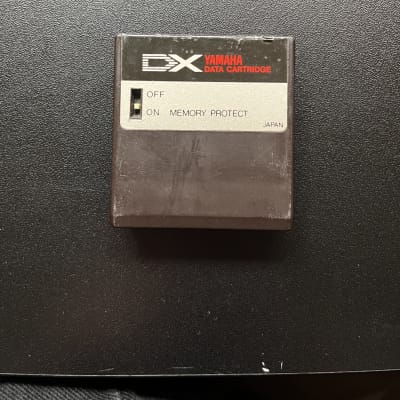 DX YAMAHA
DATA CARTRIDGE
OFF
ON MEMORY PROTECT
JAPAN